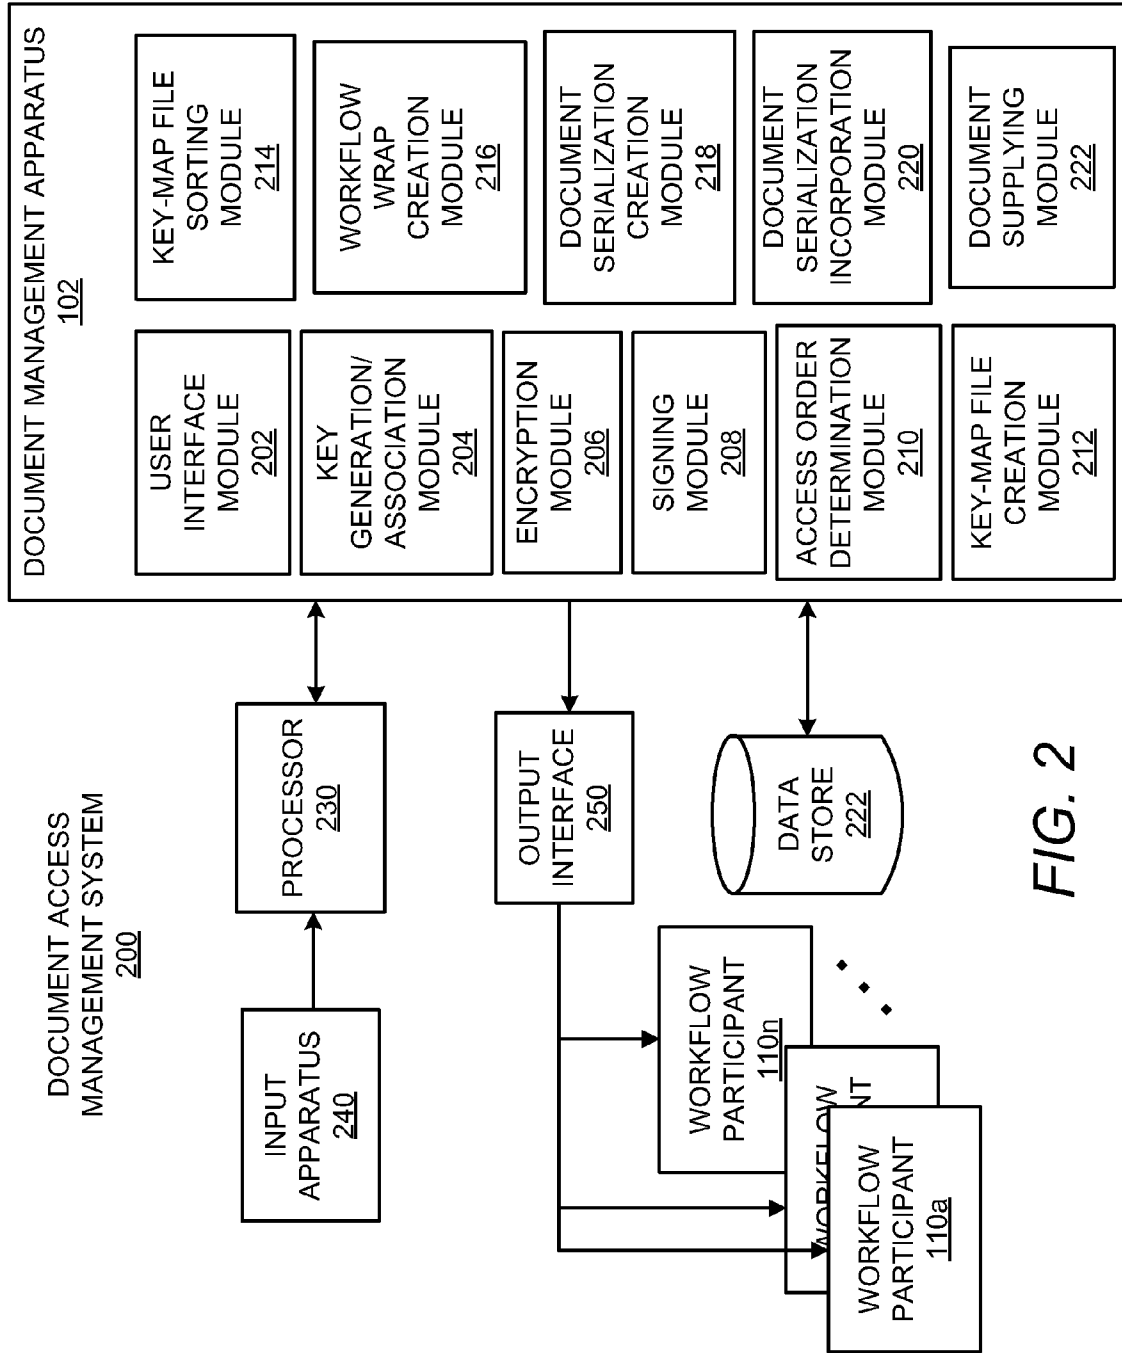 DOCUMENT ACCESS
MANAGEMENT SYSTEM
200
INPUT
APPARATUS
240
PROCESSOR
230
OUTPUT
INTERFACE
250
DATA
STORE
222
WORKFLOW
PARTICIPANT
110a
WORKFLOW
NT
WORKFLOW
PARTICIPANT
110n
DOCUMENT MANAGEMENT APPARATUS
102
USER
INTERFACE
MODULE
202
KEY
GENERATION/
ASSOCIATION
MODULE
204
ENCRYPTION
MODULE
206
SIGNING
MODULE
208
ACCESS ORDER
DETERMINATION
MODULE
210
KEY-MAP FILE
CREATION
MODULE
212
KEY-MAP FILE
SORTING
MODULE
214
WORKFLOW
WRAP
CREATION
MODULE
216
DOCUMENT
SERIALIZATION
CREATION
MODULE
218
DOCUMENT
SERIALIZATION
INCORPORATION
MODULE
220
DOCUMENT
SUPPLYING
MODULE
222
FIG. 2